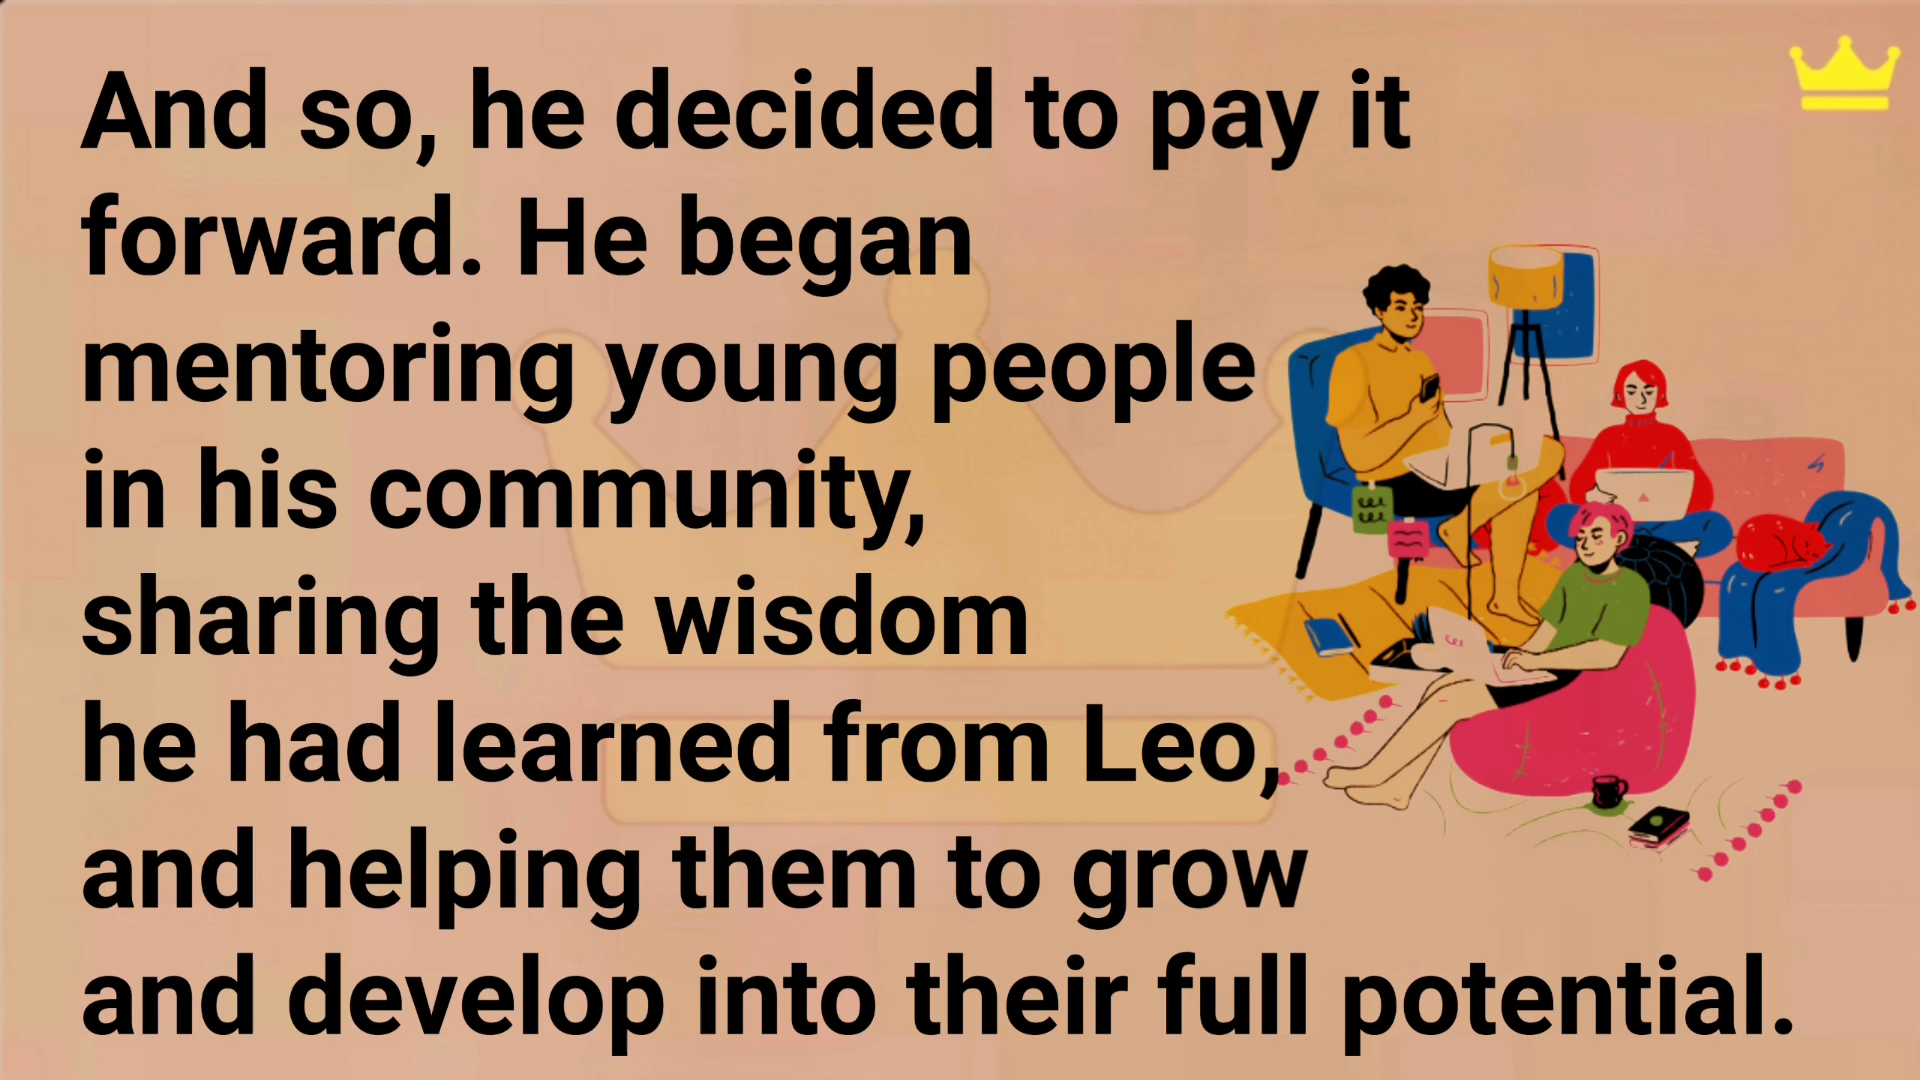 And so, he decided to pay it
forward. He began
mentoring young people
in his community,
sharing the wisdom
he had learned from Leo,
and helping them to grow
and develop into their full potential.